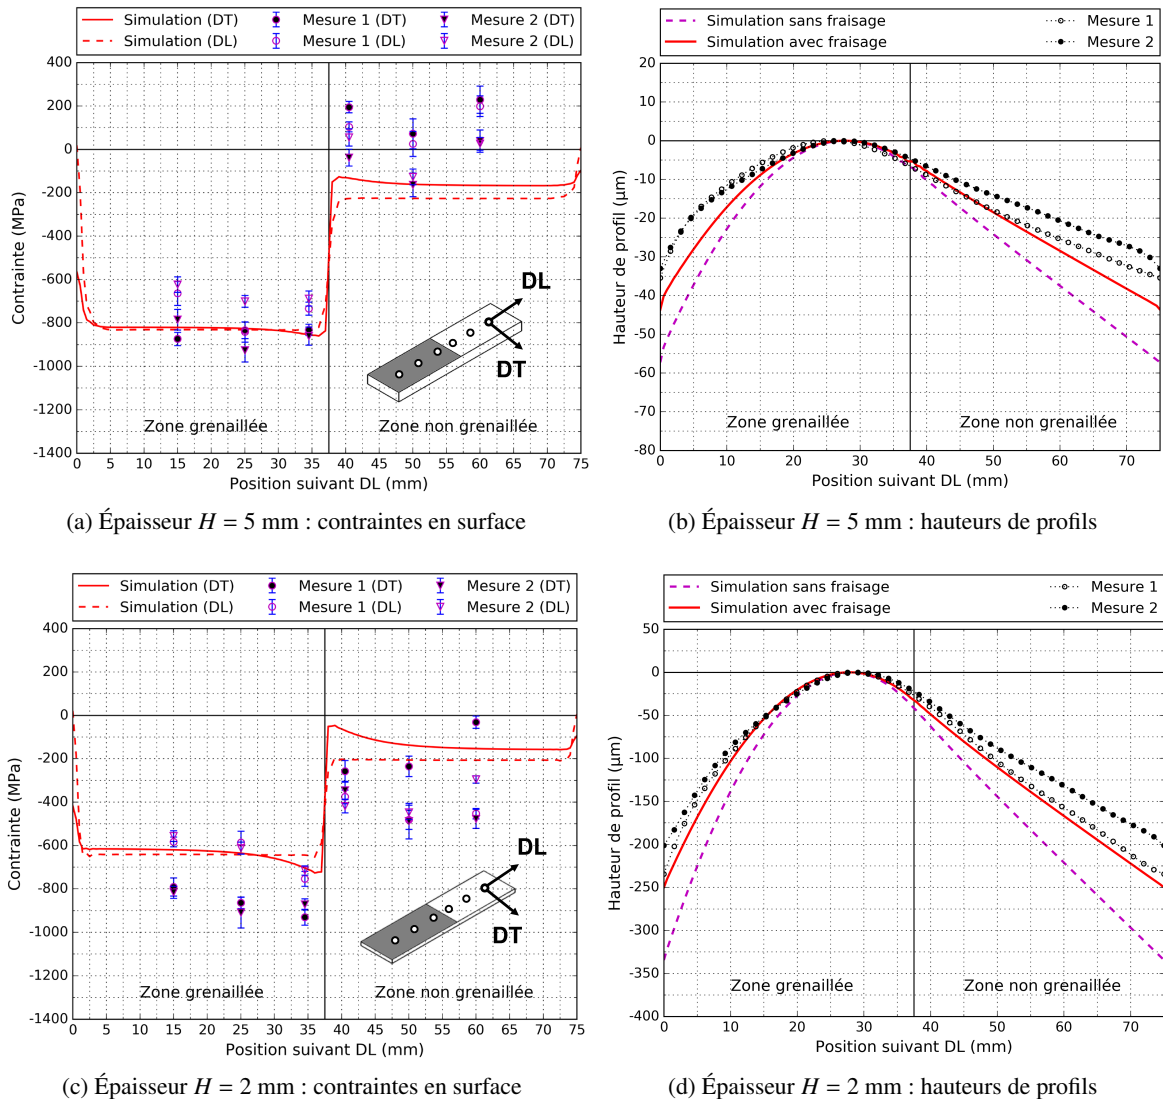 Simulation (DT) Mesure 1 (DT) Mesure 2 (DT)
Simulation (DL) Mesure 1 (DL) Mesure 2 (DL)
400
200
0
-200
-400
-600
-800
-1000
-1200
-1400
Contrainte (MPa)
DL
DT
Zone grenaillée Zone non grenaillée
0 5 10 15 20 25 30 35 40 45 50 55 60 65 70 75
Position suivant DL (mm)
(a) Épaisseur H = 5 mm : contraintes en surface
Simulation sans fraisage Mesure 1
Simulation avec fraisage Mesure 2
20
10
0
-10
-20
-30
-40
-50
-60
-70
-80
Hauteur de profil (µm)
Zone grenaillée Zone non grenaillée
0 10 20 30 40 50 60 70
Position suivant DL (mm)
(b) Épaisseur H = 5 mm : hauteurs de profils
Simulation (DT) Mesure 1 (DT) Mesure 2 (DT)
Simulation (DL) Mesure 1 (DL) Mesure 2 (DL)
400
200
0
-200
-400
-600
-800
-1000
-1200
-1400
Contrainte (MPa)
DL
DT
Zone grenaillée Zone non grenaillée
0 5 10 15 20 25 30 35 40 45 50 55 60 65 70 75
Position suivant DL (mm)
(c) Épaisseur H = 2 mm : contraintes en surface
Simulation sans fraisage Mesure 1
Simulation avec fraisage Mesure 2
50
0
-50
-100
-150
-200
-250
-300
-350
-400
Hauteur de profil (µm)
Zone grenaillée Zone non grenaillée
0 10 20 30 40 50 60 70
Position suivant DL (mm)
(d) Épaisseur H = 2 mm : hauteurs de profils